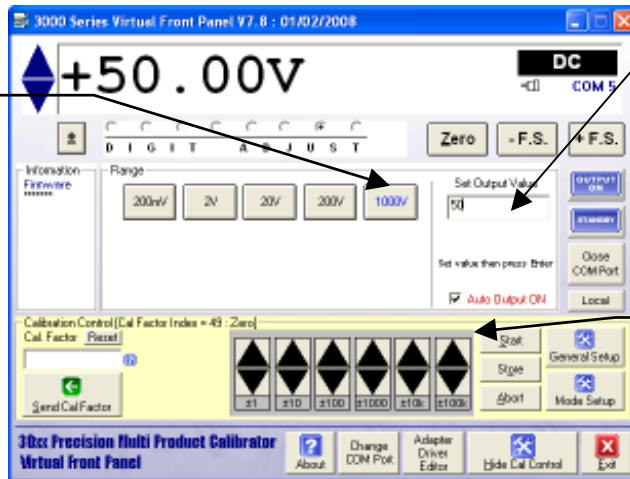 3000 Series Virtual Front Panel V7.8 : 01/02/2008
+50.00V
DC
COM 5
±
DIGIT ADJUST
Zero
- F.S.
+ F.S.
Information
Firmware
Range
200mV
2V
20V
200V
1000V
Set Output Value
50
Set value then press Enter
Auto Output ON
OUTPUT ON
STANDBY
Close COM Port
Local
Calibration Control [Cal Factor Index = 49 : Zero]
Cal. Factor
Reset
Send Cal Factor
±1
±10
±100
±1000
±10k
±100k
Start
Store
Abort
General Setup
Mode Setup
30xx Precision Multi Product Calibrator
Virtual Front Panel
About
Change COM Port
Adapter Driver Editor
Hide Cal Control
Exit